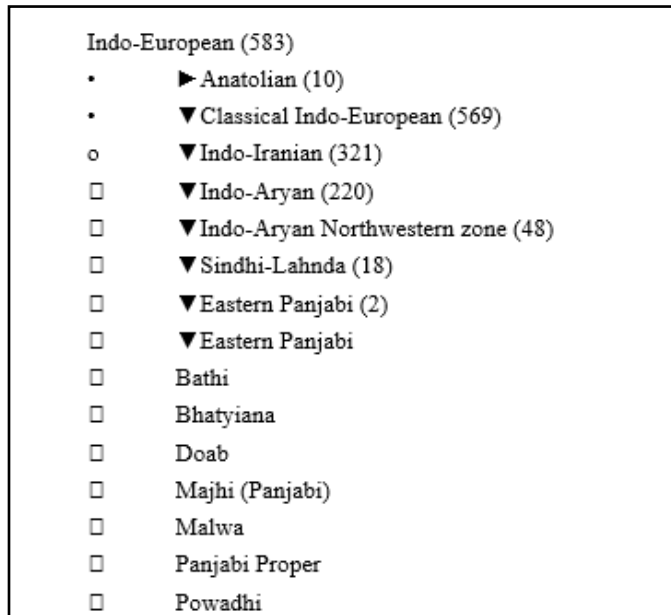 Indo-European (583)
• ►Anatolian (10)
• ▼Classical Indo-European (569)
o ▼Indo-Iranian (321)
□ ▼Indo-Aryan (220)
□ ▼Indo-Aryan Northwestern zone (48)
□ ▼Sindhi-Lahnda (18)
□ ▼Eastern Panjabi (2)
□ ▼Eastern Panjabi
□ Bathi
□ Bhatyiana
□ Doab
□ Majhi (Panjabi)
□ Malwa
□ Panjabi Proper
□ Powadhi